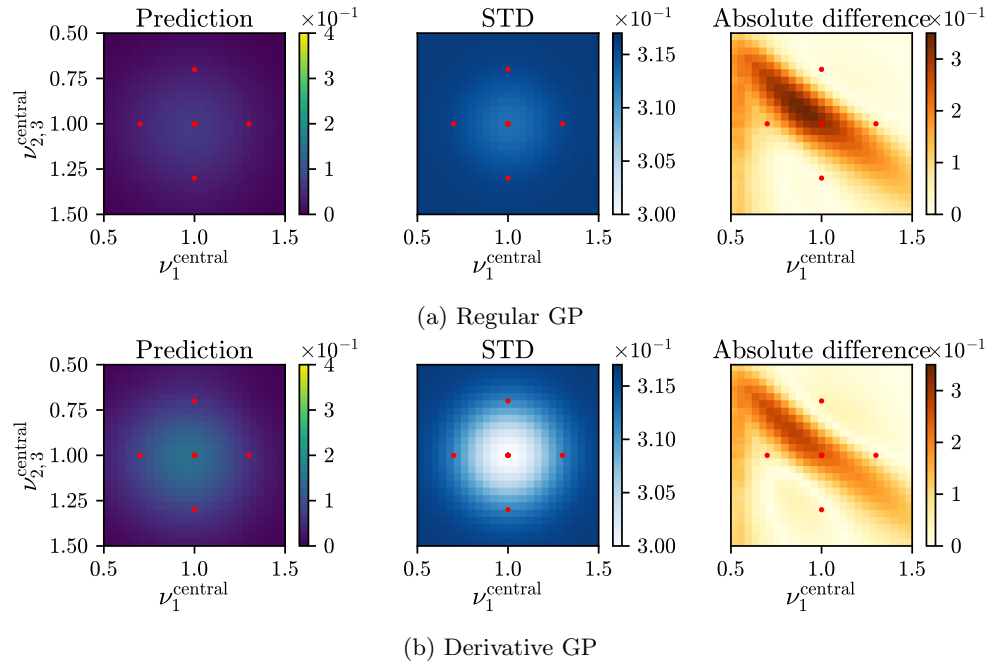 Prediction STD Absolute difference
×10⁻¹ ×10⁻¹ ×10⁻¹
0.50 0.75 1.00 1.25 1.50
ν₂,₃^central
0.5 1.0 1.5
ν₁^central
4 3 2 1 0
0.5 1.0 1.5
ν₁^central
3.15 3.10 3.05 3.00
0.5 1.0 1.5
ν₁^central
3 2 1 0
(a) Regular GP
Prediction STD Absolute difference
×10⁻¹ ×10⁻¹ ×10⁻¹
0.50 0.75 1.00 1.25 1.50
ν₂,₃^central
0.5 1.0 1.5
ν₁^central
4 3 2 1 0
0.5 1.0 1.5
ν₁^central
3.15 3.10 3.05 3.00
0.5 1.0 1.5
ν₁^central
3 2 1 0
(b) Derivative GP